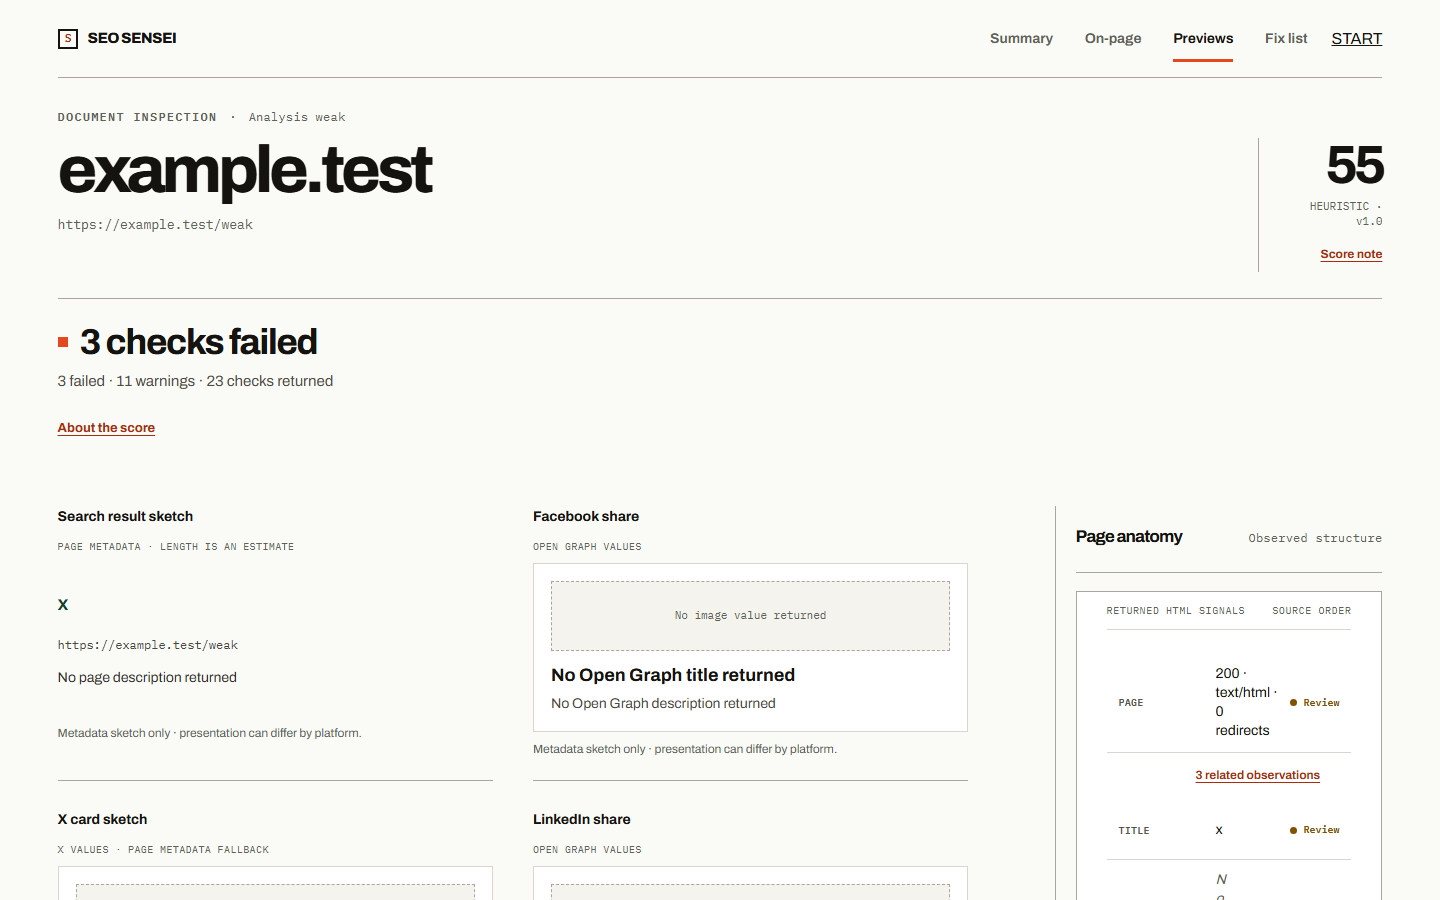 S SEO SENSEI
Summary On-page Previews Fix list START
DOCUMENT INSPECTION · Analysis weak
example.test
https://example.test/weak
55
HEURISTIC ·
v1.0
Score note
3 checks failed
3 failed · 11 warnings · 23 checks returned
About the score
Search result sketch
PAGE METADATA · LENGTH IS AN ESTIMATE
X
https://example.test/weak
No page description returned
Metadata sketch only · presentation can differ by platform.
Facebook share
OPEN GRAPH VALUES
No image value returned
No Open Graph title returned
No Open Graph description returned
Metadata sketch only · presentation can differ by platform.
X card sketch
X VALUES · PAGE METADATA FALLBACK
LinkedIn share
OPEN GRAPH VALUES
Page anatomy Observed structure
RETURNED HTML SIGNALS SOURCE ORDER
PAGE
200 ·
text/html ·
0
redirects
Review
3 related observations
TITLE X Review
N